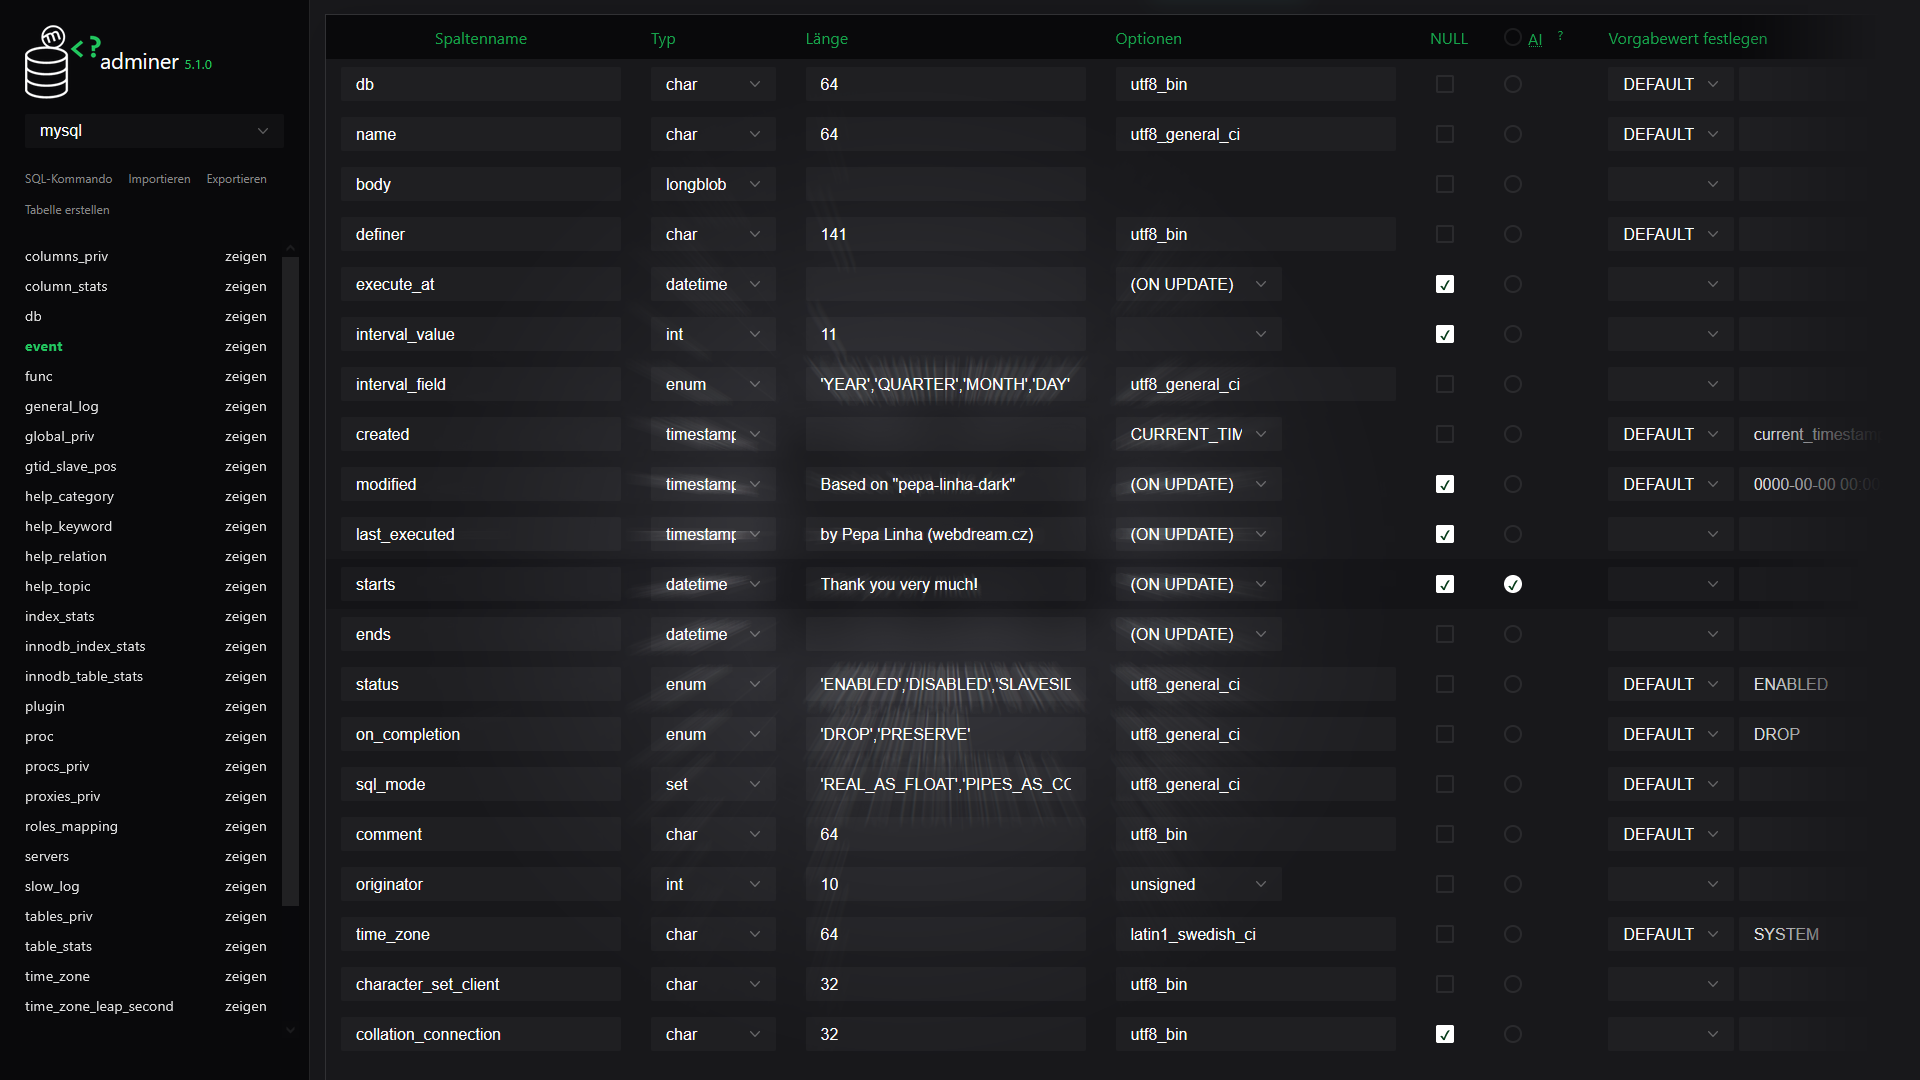 <? adminer 5.1.0
mysql
SQL-Kommando Importieren Exportieren
Tabelle erstellen
columns_priv zeigen
column_stats zeigen
db zeigen
event zeigen
func zeigen
general_log zeigen
global_priv zeigen
gtid_slave_pos zeigen
help_category zeigen
help_keyword zeigen
help_relation zeigen
help_topic zeigen
index_stats zeigen
innodb_index_stats zeigen
innodb_table_stats zeigen
plugin zeigen
proc zeigen
procs_priv zeigen
proxies_priv zeigen
roles_mapping zeigen
servers zeigen
slow_log zeigen
tables_priv zeigen
table_stats zeigen
time_zone zeigen
time_zone_leap_second zeigen
Spaltenname Typ Länge Optionen NULL AI ? Vorgabewert festlegen
db char 64 utf8_bin DEFAULT
name char 64 utf8_general_ci DEFAULT
body longblob
definer char 141 utf8_bin DEFAULT
execute_at datetime (ON UPDATE)
interval_value int 11
interval_field enum 'YEAR','QUARTER','MONTH','DAY' utf8_general_ci
created timestamp CURRENT_TIM DEFAULT current_timestamp
modified timestamp Based on "pepa-linha-dark" (ON UPDATE) DEFAULT 0000-00-00 00:00
last_executed timestamp by Pepa Linha (webdream.cz) (ON UPDATE)
starts datetime Thank you very much! (ON UPDATE)
ends datetime (ON UPDATE)
status enum 'ENABLED','DISABLED','SLAVESID utf8_general_ci DEFAULT ENABLED
on_completion enum 'DROP','PRESERVE' utf8_general_ci DEFAULT DROP
sql_mode set 'REAL_AS_FLOAT','PIPES_AS_CO utf8_general_ci DEFAULT
comment char 64 utf8_bin DEFAULT
originator int 10 unsigned
time_zone char 64 latin1_swedish_ci DEFAULT SYSTEM
character_set_client char 32 utf8_bin
collation_connection char 32 utf8_bin